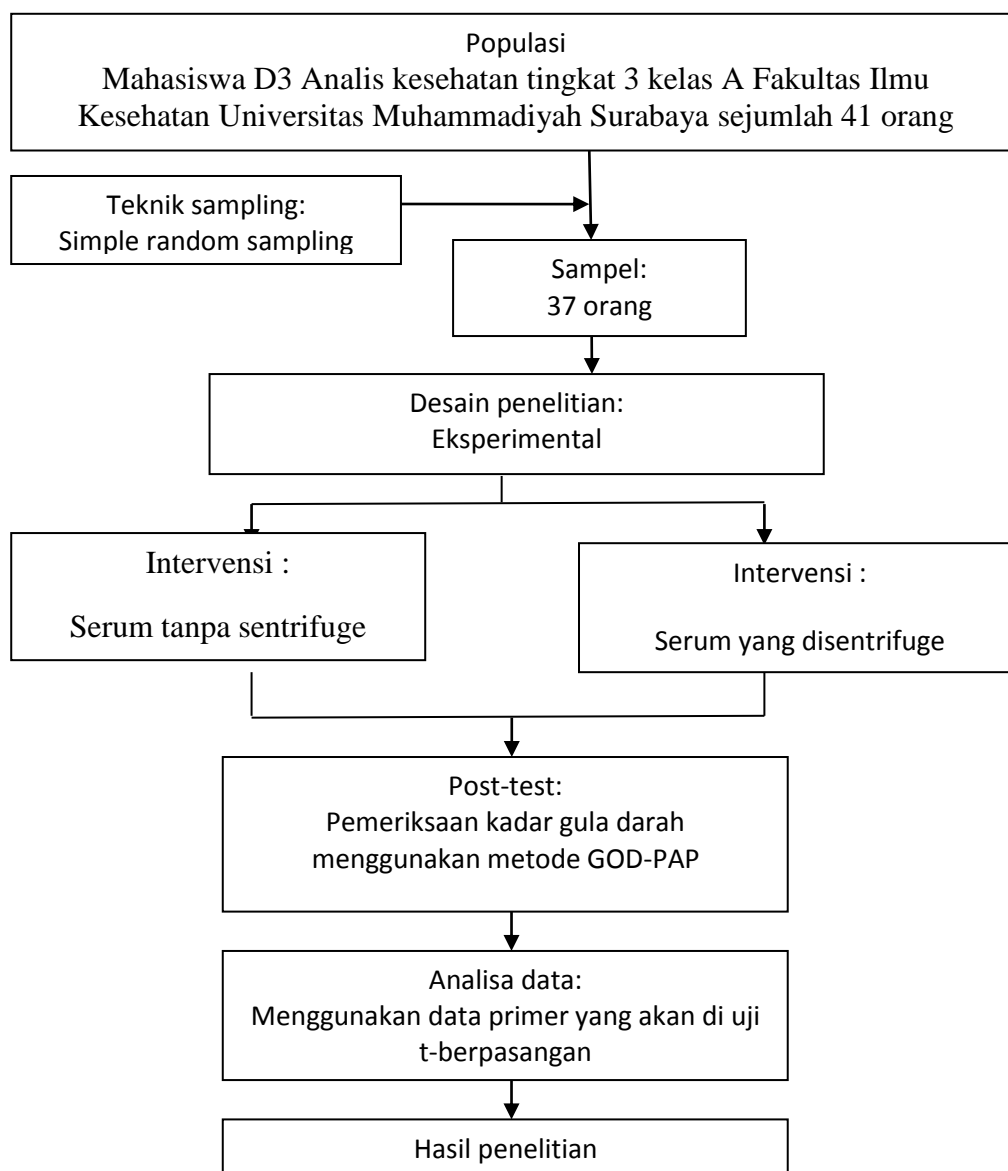 Populasi
Mahasiswa D3 Analis kesehatan tingkat 3 kelas A Fakultas Ilmu
Kesehatan Universitas Muhammadiyah Surabaya sejumlah 41 orang
Teknik sampling:
Simple random sampling
Sampel:
37 orang
Desain penelitian:
Eksperimental
Intervensi :
Serum tanpa sentrifuge
Intervensi :
Serum yang disentrifuge
Post-test:
Pemeriksaan kadar gula darah
menggunakan metode GOD-PAP
Analisa data:
Menggunakan data primer yang akan di uji
t-berpasangan
Hasil penelitian